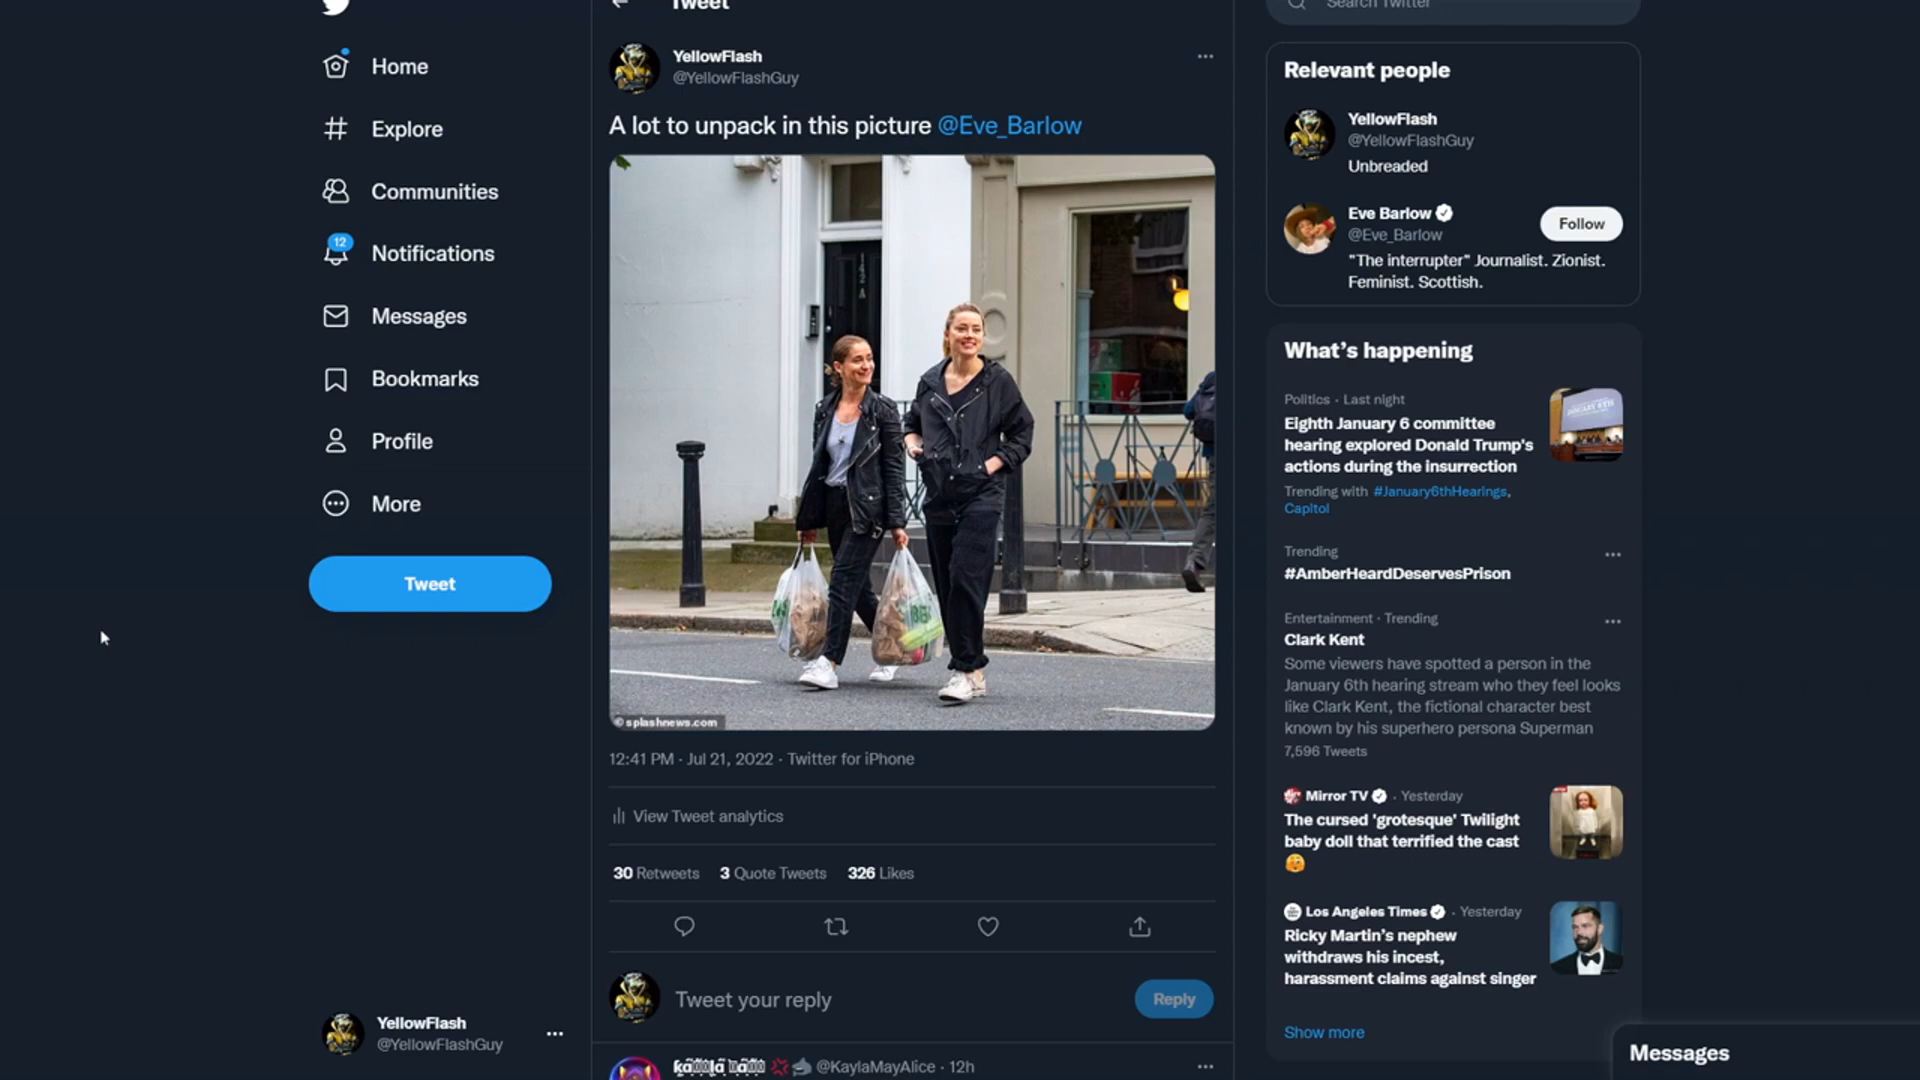 Home
Explore
Communities
12
Notifications
Messages
Bookmarks
Profile
More
Tweet
YellowFlash
@YellowFlashGuy
Tweet
YellowFlash
@YellowFlashGuy
A lot to unpack in this picture @Eve_Barlow
©splashnews.com
12:41 PM · Jul 21, 2022 · Twitter for iPhone
View Tweet analytics
30 Retweets 3 Quote Tweets 326 Likes
Tweet your reply
Reply
@KaylaMayAlice · 12h
Search Twitter
Relevant people
YellowFlash
@YellowFlashGuy
Unbreaded
Eve Barlow
@Eve_Barlow
Follow
"The interrupter" Journalist. Zionist.
Feminist. Scottish.
What's happening
Politics · Last night
Eighth January 6 committee
hearing explored Donald Trump's
actions during the insurrection
Trending with #January6thHearings,
Capitol
Trending
#AmberHeardDeservesPrison
Entertainment · Trending
Clark Kent
Some viewers have spotted a person in the
January 6th hearing stream who they feel looks
like Clark Kent, the fictional character best
known by his superhero persona Superman
7,596 Tweets
Mirror TV · Yesterday
The cursed 'grotesque' Twilight
baby doll that terrified the cast
Los Angeles Times · Yesterday
Ricky Martin's nephew
withdraws his incest,
harassment claims against singer
Show more
Messages